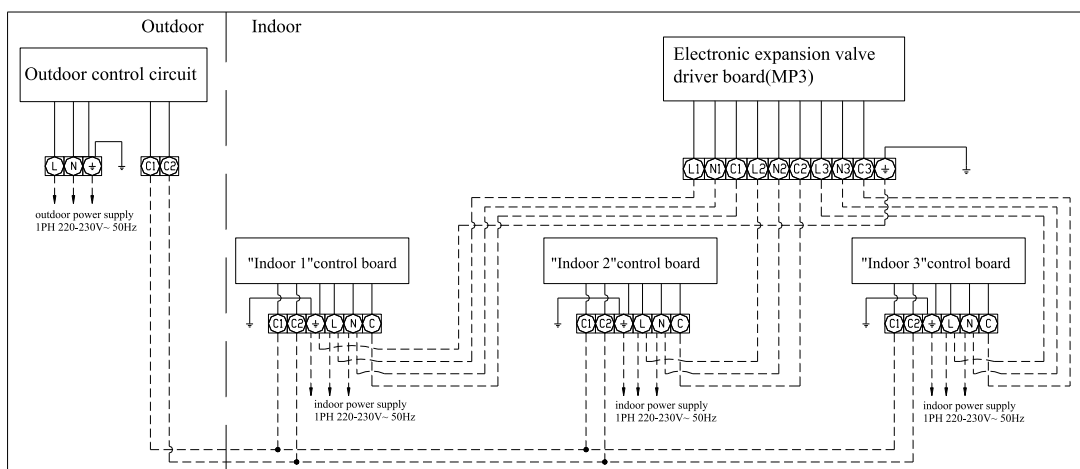 Outdoor
Indoor
Outdoor control circuit
Electronic expansion valve
driver board(MP3)
L N C1 C2
L1 N1 C1 L2 N2 C2 L3 N3 C3
outdoor power supply
1PH 220-230V~ 50Hz
"Indoor 1"control board
"Indoor 2"control board
"Indoor 3"control board
C1 C2 L N C
C1 C2 L N C
C1 C2 L N C
indoor power supply
1PH 220-230V~ 50Hz
indoor power supply
1PH 220-230V~ 50Hz
indoor power supply
1PH 220-230V~ 50Hz